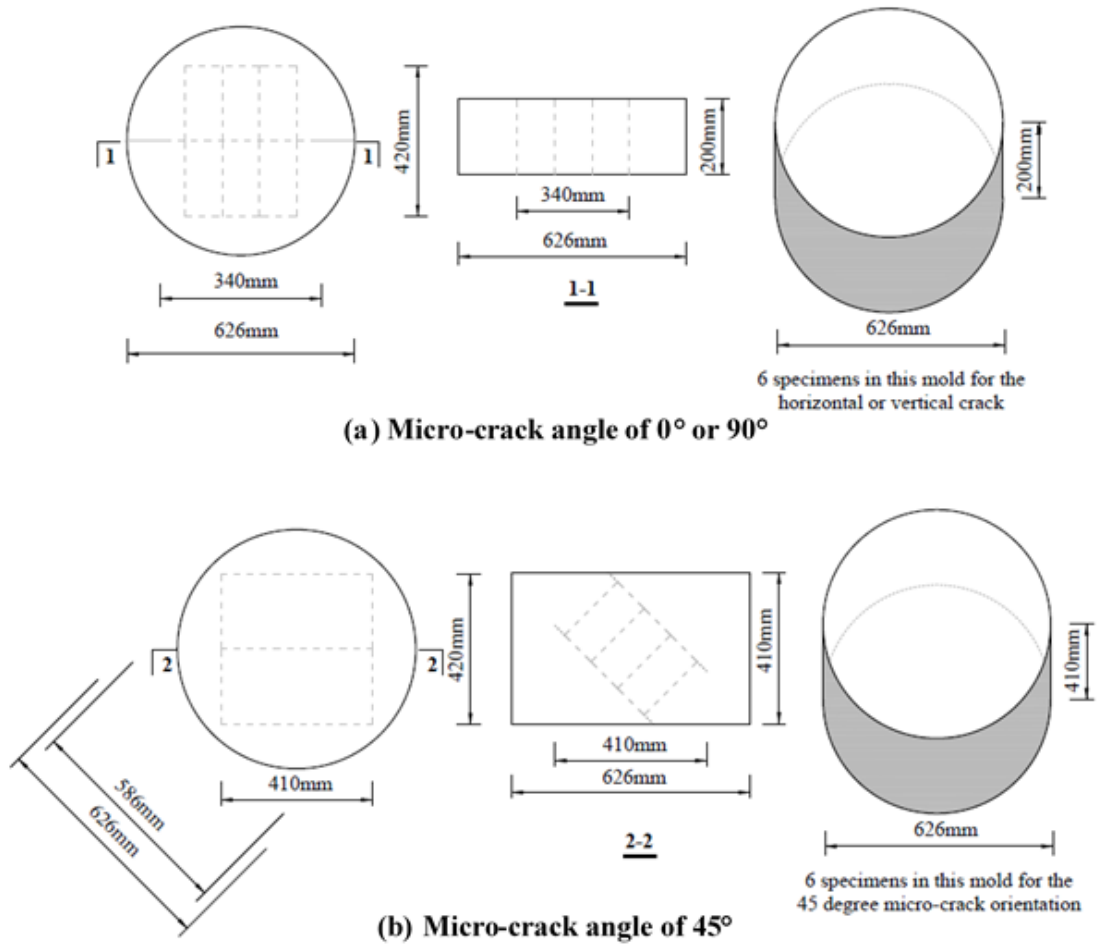 1
1
420mm
340mm
626mm
200mm
340mm
626mm
1-1
200mm
626mm
6 specimens in this mold for the
horizontal or vertical crack
(a) Micro-crack angle of 0° or 90°
2
2
420mm
410mm
586mm
626mm
410mm
410mm
626mm
2-2
410mm
626mm
6 specimens in this mold for the
45 degree micro-crack orientation
(b) Micro-crack angle of 45°